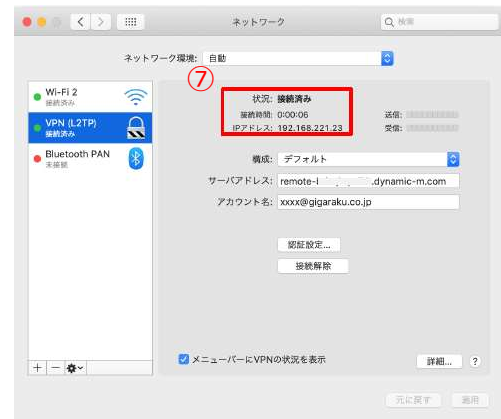 ネットワーク
検索
ネットワーク環境: 自動
⑦
Wi-Fi 2
接続済み
VPN (L2TP)
接続済み
Bluetooth PAN
未接続
状況: 接続済み
接続時間: 0:00:06
IPアドレス: 192.168.221.23
送信:
受信:
構成: デフォルト
サーバアドレス: remote- .dynamic-m.com
アカウント名: xxxx@gigaraku.co.jp
認証設定...
接続解除
メニューバーにVPNの状況を表示
詳細... ?
元に戻す 適用